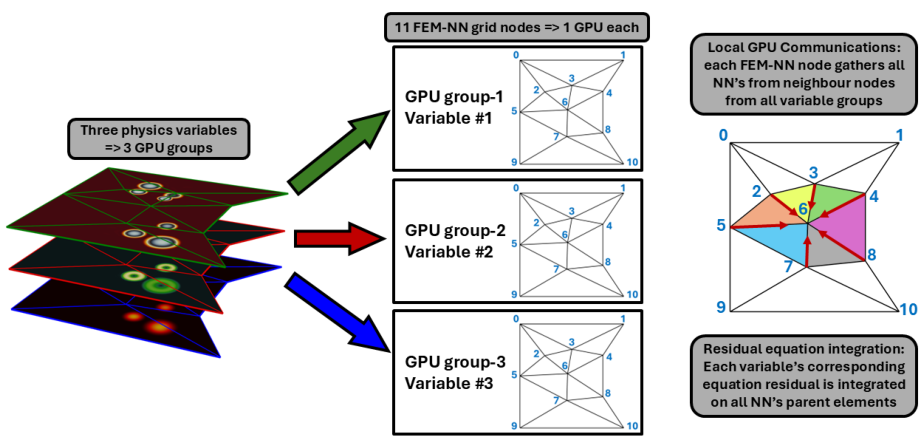 11 FEM-NN grid nodes => 1 GPU each
Three physics variables
=> 3 GPU groups
GPU group-1
Variable #1
0
1
2
3
4
5
6
7
8
9
10
GPU group-2
Variable #2
0
1
2
3
4
5
6
7
8
9
10
GPU group-3
Variable #3
0
1
2
3
4
5
6
7
8
9
10
Local GPU Communications:
each FEM-NN node gathers all
NN's from neighbour nodes
from all variable groups
0
1
2
3
4
5
6
7
8
9
10
Residual equation integration:
Each variable's corresponding
equation residual is integrated
on all NN's parent elements